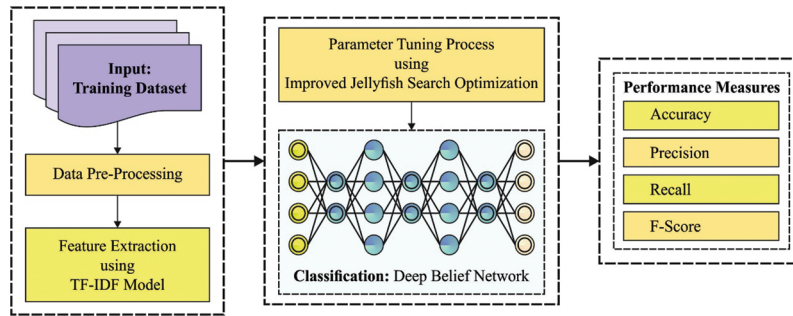 Input:
Training Dataset
Data Pre-Processing
Feature Extraction
using
TF-IDF Model
Parameter Tuning Process
using
Improved Jellyfish Search Optimization
Classification: Deep Belief Network
Performance Measures
Accuracy
Precision
Recall
F-Score